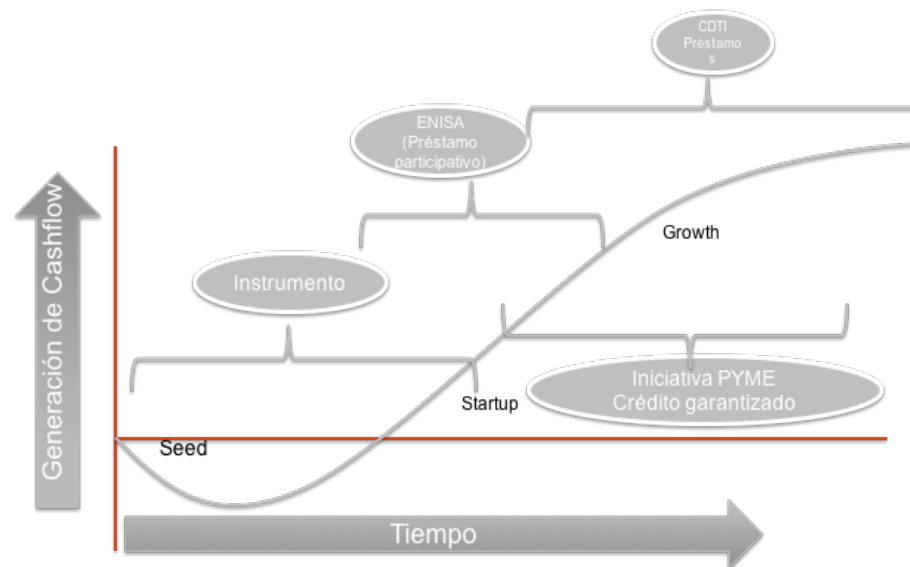 CDTI
Préstamo
s
ENISA
(Préstamo
participativo)
Growth
Instrumento
Iniciativa PYME
Crédito garantizado
Startup
Seed
Generación de Cashflow
Tiempo